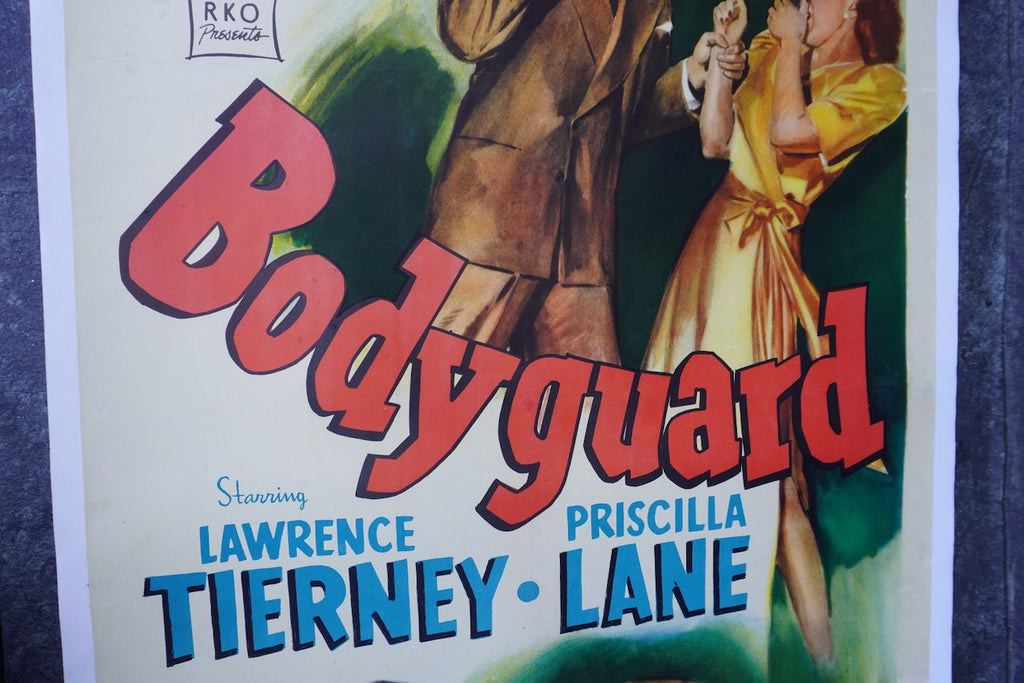 RKO
Presents
Bodyguard
Starring
LAWRENCE
TIERNEY • 
PRISCILLA
LANE